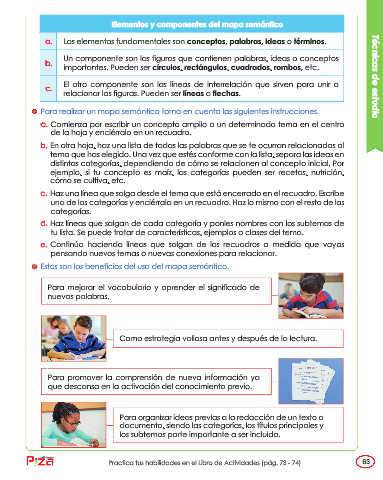 Elementos y componentes del mapa semántico
a. Los elementos fundamentales son conceptos, palabras, ideas o términos.
b. Un componente son las figuras que contienen palabras, ideas o conceptos
importantes. Pueden ser círculos, rectángulos, cuadrados, rombos, etc.
c. El otro componente son las líneas de interrelación que sirven para unir o
relacionar las figuras. Pueden ser líneas o flechas.
Técnicas de estudio
Para realizar un mapa semántico toma en cuenta las siguientes instrucciones.
a. Comienza por escribir un concepto amplio o un determinado tema en el centro
de la hoja y enciérralo en un recuadro.
b. En otra hoja, haz una lista de todas las palabras que se te ocurran relacionadas al
tema que has elegido. Una vez que estés conforme con la lista, separa las ideas en
distintas categorías, dependiendo de cómo se relacionen al concepto inicial. Por
ejemplo, si tu concepto es maíz, las categorías pueden ser recetas, nutrición,
cómo se cultiva, etc.
c. Haz una línea que salga desde el tema que está encerrado en el recuadro. Escribe
una de las categorías y enciérrala en un recuadro. Haz lo mismo con el resto de las
categorías.
d. Haz líneas que salgan de cada categoría y ponles nombres con los subtemas de
tu lista. Se puede tratar de características, ejemplos o clases del tema.
e. Continúa haciendo líneas que salgan de los recuadros a medida que vayas
pensando nuevos temas o nuevas conexiones para relacionar.
Estos son los beneficios del uso del mapa semántico.
Para mejorar el vocabulario y aprender el significado de
nuevas palabras.
Como estrategia valiosa antes y después de la lectura.
Para promover la comprensión de nueva información ya
que descansa en la activación del conocimiento previo.
Para organizar ideas previas a la redacción de un texto o
documento, siendo las categorías, los títulos principales y
los subtemas parte importante a ser incluida.
Piza
Practica tus habilidades en el Libro de Actividades (pág. 73 - 74)
63